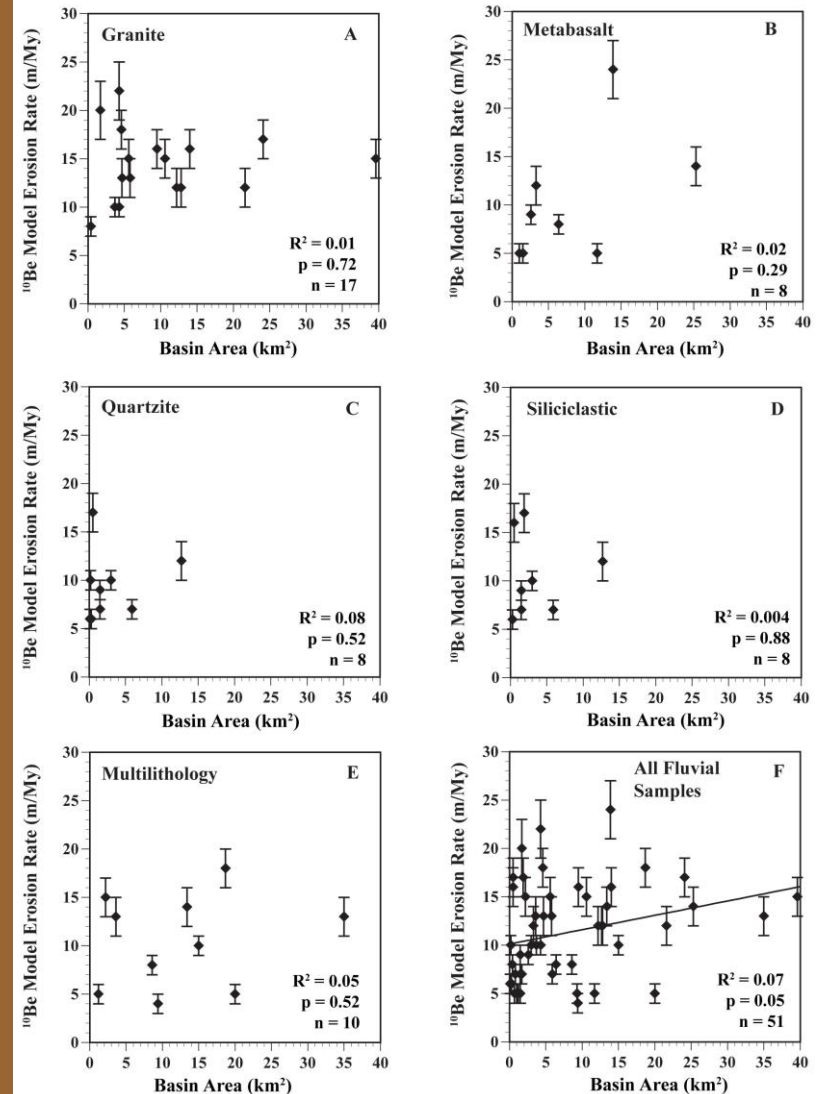 Granite A
¹⁰Be Model Erosion Rate (m/My)
30
25
20
15
10
5
0
R² = 0.01
p = 0.72
n = 17
0 5 10 15 20 25 30 35 40
Basin Area (km²)
Metabasalt B
¹⁰Be Model Erosion Rate (m/My)
30
25
20
15
10
5
0
R² = 0.02
p = 0.29
n = 8
0 5 10 15 20 25 30 35 40
Basin Area (km²)
Quartzite C
¹⁰Be Model Erosion Rate (m/My)
30
25
20
15
10
5
0
R² = 0.08
p = 0.52
n = 8
0 5 10 15 20 25 30 35 40
Basin Area (km²)
Siliciclastic D
¹⁰Be Model Erosion Rate (m/My)
30
25
20
15
10
5
0
R² = 0.004
p = 0.88
n = 8
0 5 10 15 20 25 30 35 40
Basin Area (km²)
Multilithology E
¹⁰Be Model Erosion Rate (m/My)
30
25
20
15
10
5
0
R² = 0.05
p = 0.52
n = 10
0 5 10 15 20 25 30 35 40
Basin Area (km²)
All Fluvial F
Samples
¹⁰Be Model Erosion Rate (m/My)
30
25
20
15
10
5
0
R² = 0.07
p = 0.05
n = 51
0 5 10 15 20 25 30 35 40
Basin Area (km²)